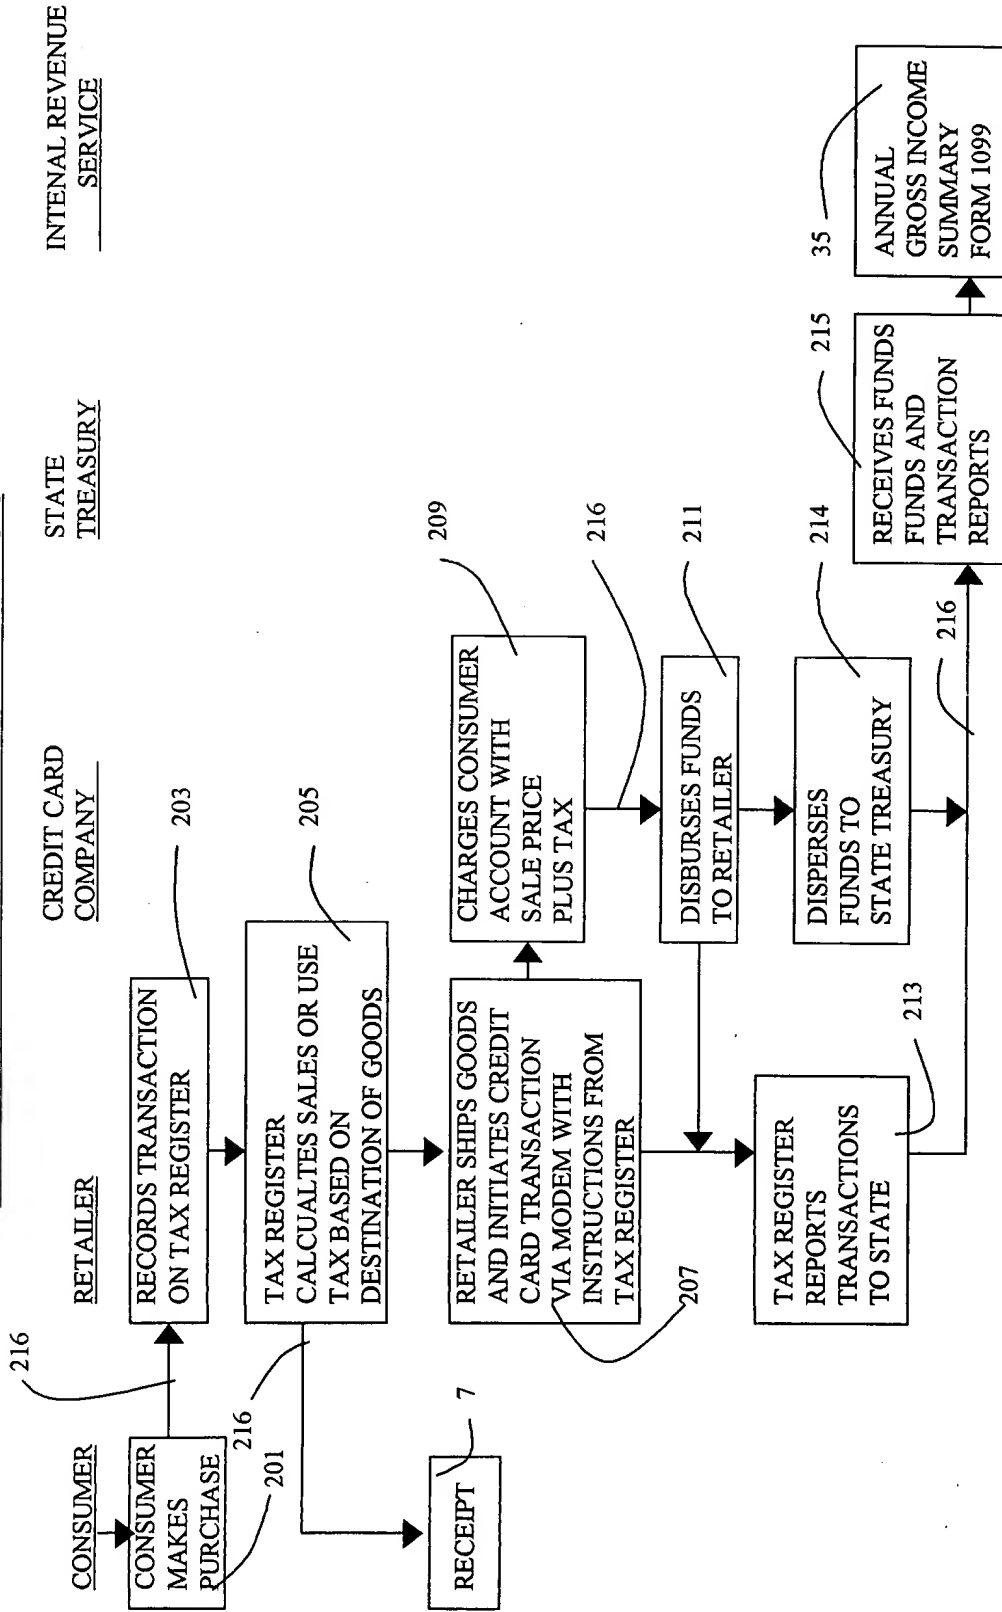 CONSUMER
RETAILER
CREDIT CARD
COMPANY
STATE
TREASURY
INTENAL REVENUE
SERVICE
216
CONSUMER
MAKES
PURCHASE
201
RECORDS TRANSACTION
ON TAX REGISTER
203
TAX REGISTER
CALCUALTES SALES OR USE
TAX BASED ON
DESTINATION OF GOODS
205
216
RECEIPT
7
RETAILER SHIPS GOODS
AND INITIATES CREDIT
CARD TRANSACTION
VIA MODEM WITH
INSTRUCTIONS FROM
TAX REGISTER
207
CHARGES CONSUMER
ACCOUNT WITH
SALE PRICE
PLUS TAX
209
216
DISBURSES FUNDS
TO RETAILER
211
TAX REGISTER
REPORTS
TRANSACTIONS
TO STATE
213
DISPERSES
FUNDS TO
STATE TREASURY
214
216
RECEIVES FUNDS
FUNDS AND
TRANSACTION
REPORTS
215
ANNUAL
GROSS INCOME
SUMMARY
FORM 1099
35